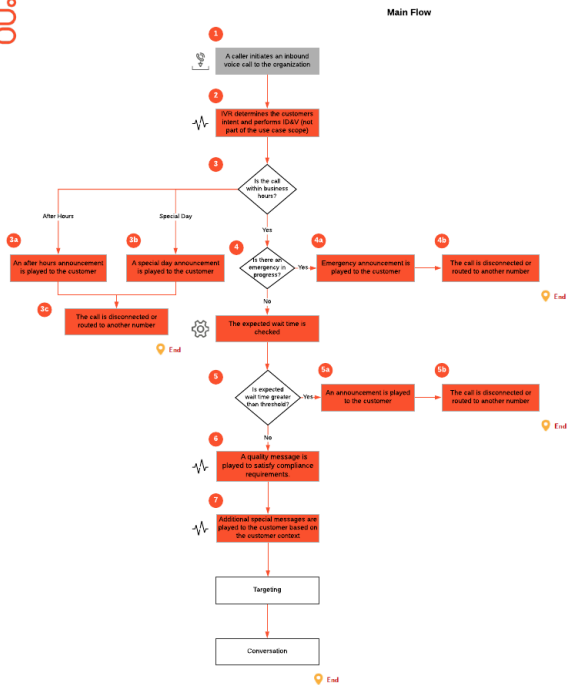 Main Flow
1
A caller initiates an inbound
voice call to the organization
2
IVR determines the customers
intent and performs ID&V (not
part of the use case scope)
3
Is the call
within business
hours?
After Hours
Special Day
Yes
3a
An after hours announcement
is played to the customer
3b
A special day announcement
is played to the customer
4
Is there an
emergency in
progress?
Yes
4a
Emergency announcement is
played to the customer
4b
The call is disconnected
or routed to another number
End
No
3c
The call is disconnected or
routed to another number
End
The expected wait time is
checked
5
Is expected
wait time greater
than threshold?
Yes
5a
An announcement is played
to the customer
5b
The call is disconnected
or routed to another number
End
No
6
A quality message is
played to satisfy compliance
requirements.
7
Additional special messages are
played to the customer based on
the customer context
Targeting
Conversation
End